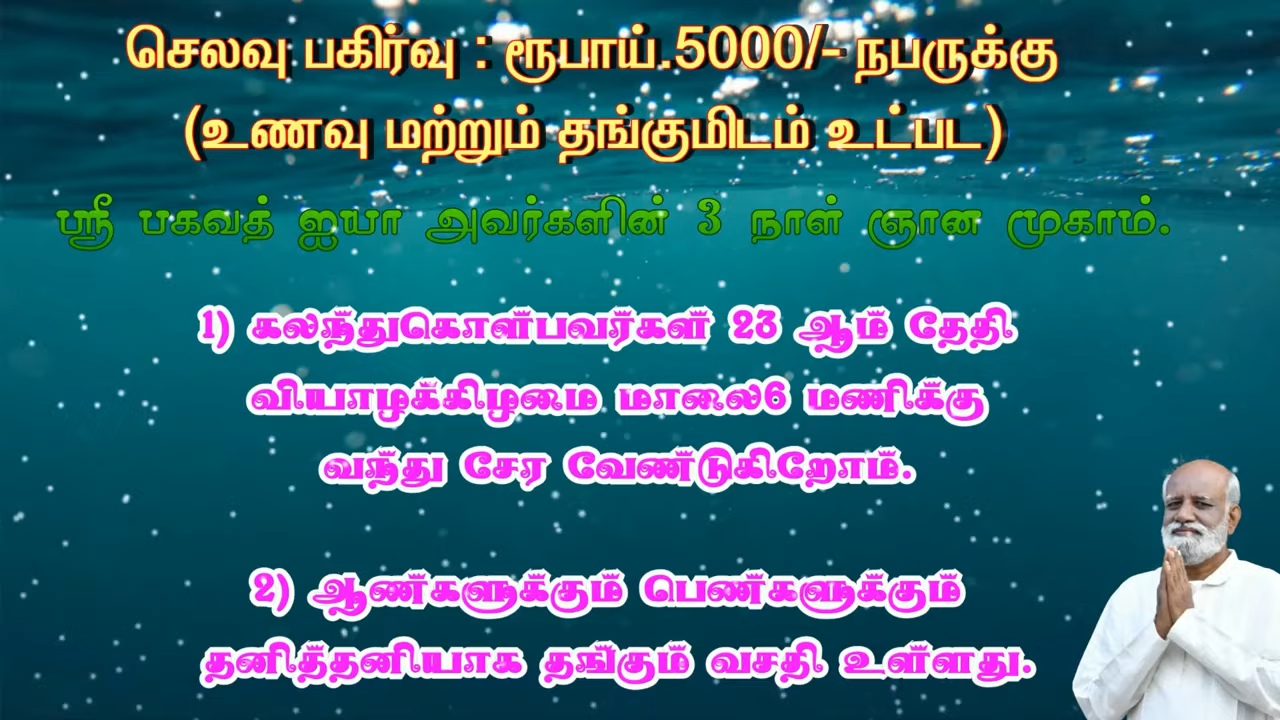 செலவு பகிர்வு : ரூபாய்.5000/- நபருக்கு
(உணவு மற்றும் தங்குமிடம் உட்பட)
ஸ்ரீ பகவத் ஐயா அவர்களின் 3 நாள் ஞான மூகாம்.
1) கலந்துகொள்பவர்கள் 23 ஆம் தேதி
வியாழக்கிழமை மாலை6 மணிக்கு
வந்து சேர வேண்டுகிறோம்.
2) ஆண்களுக்கும் பெண்களுக்கும்
தனித்தனியாக தங்கும் வசதி உள்ளது.